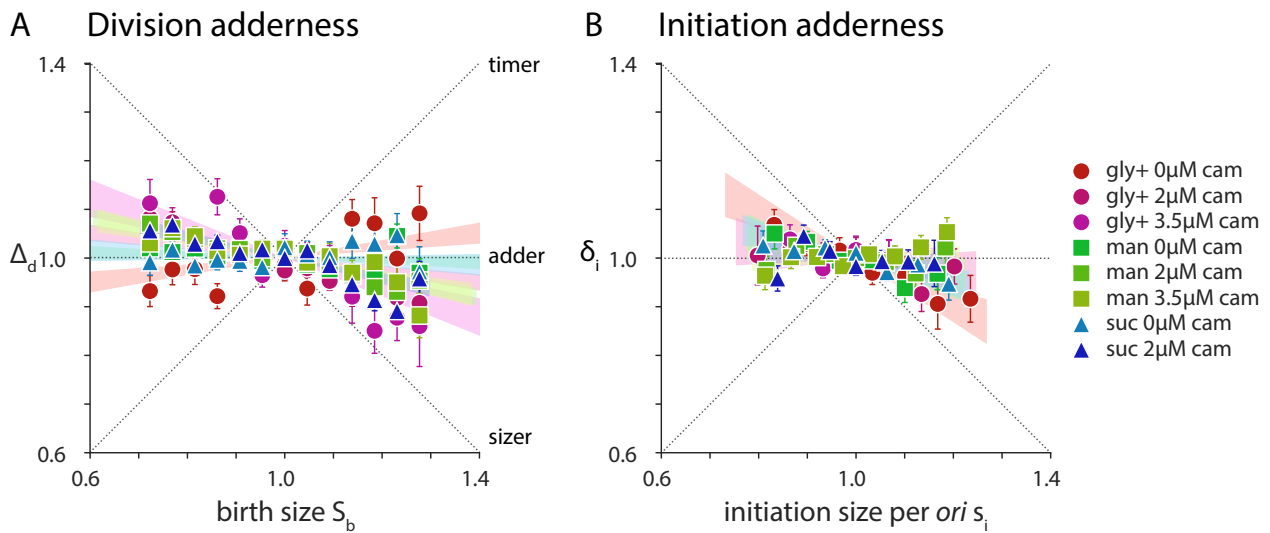 A Division adderness
1.4
Δd
1.0
0.6
timer
adder
sizer
0.6 1.0 1.4
birth size Sb
B Initiation adderness
1.4
δi
1.0
0.6
0.6 1.0 1.4
initiation size per ori si
gly+ 0μM cam
gly+ 2μM cam
gly+ 3.5μM cam
man 0μM cam
man 2μM cam
man 3.5μM cam
suc 0μM cam
suc 2μM cam